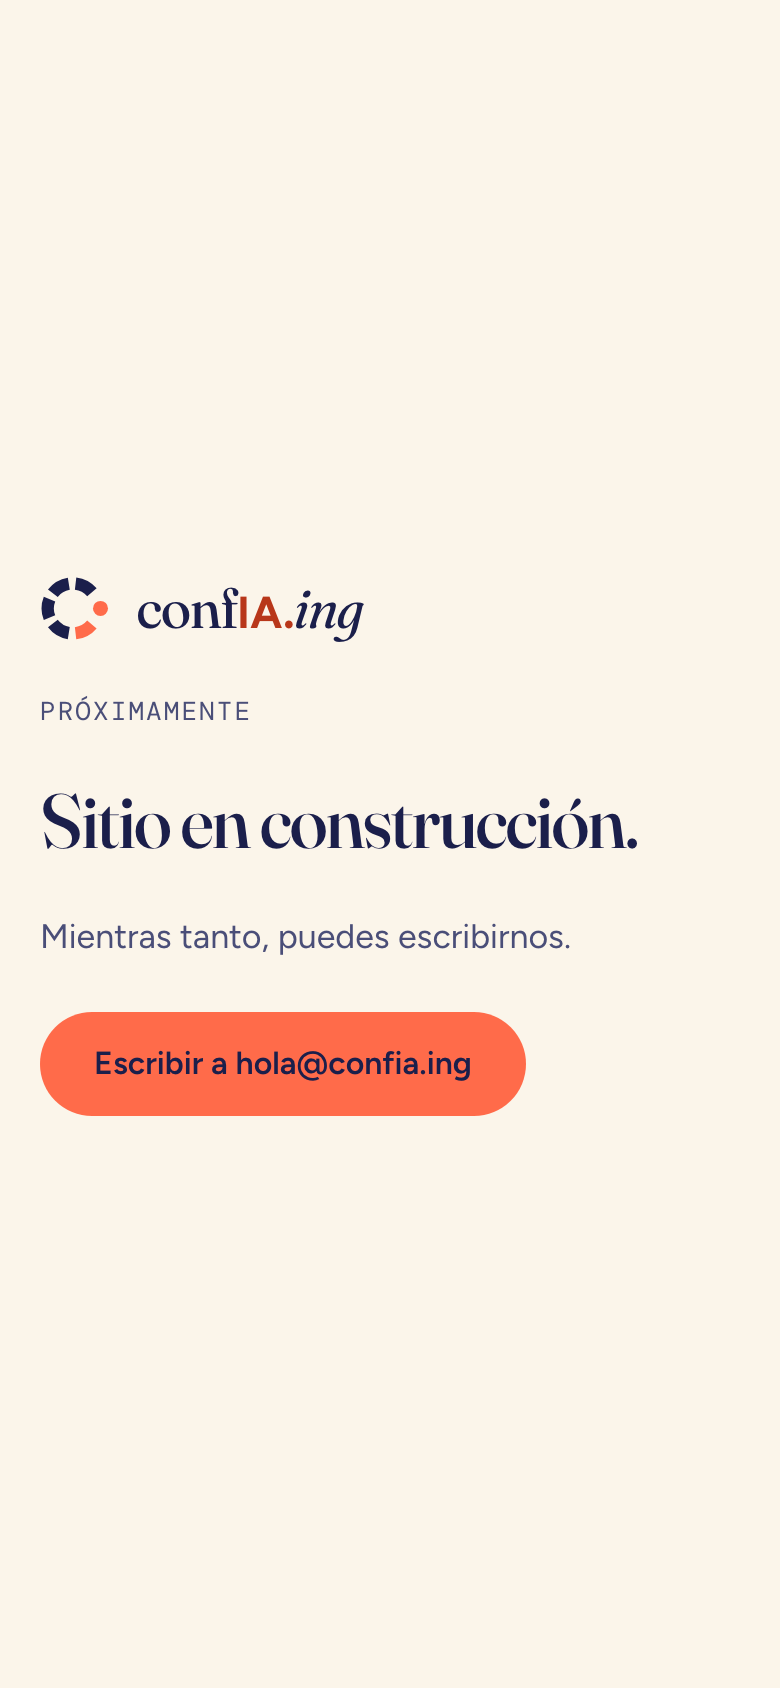 confIA.ing
PRÓXIMAMENTE
Sitio en construcción.
Mientras tanto, puedes escribirnos.
Escribir a hola@confia.ing